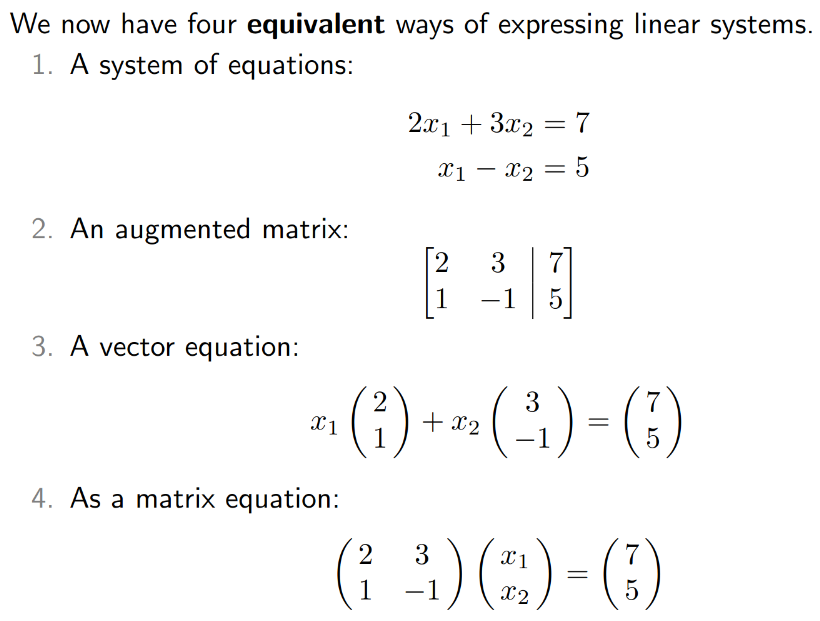 We now have four equivalent ways of expressing linear systems.
1. A system of equations:
2x₁ + 3x₂ = 7
x₁ − x₂ = 5
2. An augmented matrix:
[2 3 | 7]
[1 −1 | 5]
3. A vector equation:
x₁ (2 1) + x₂ (3 −1) = (7 5)
4. As a matrix equation:
(2 3 1 −1) (x₁ x₂) = (7 5)